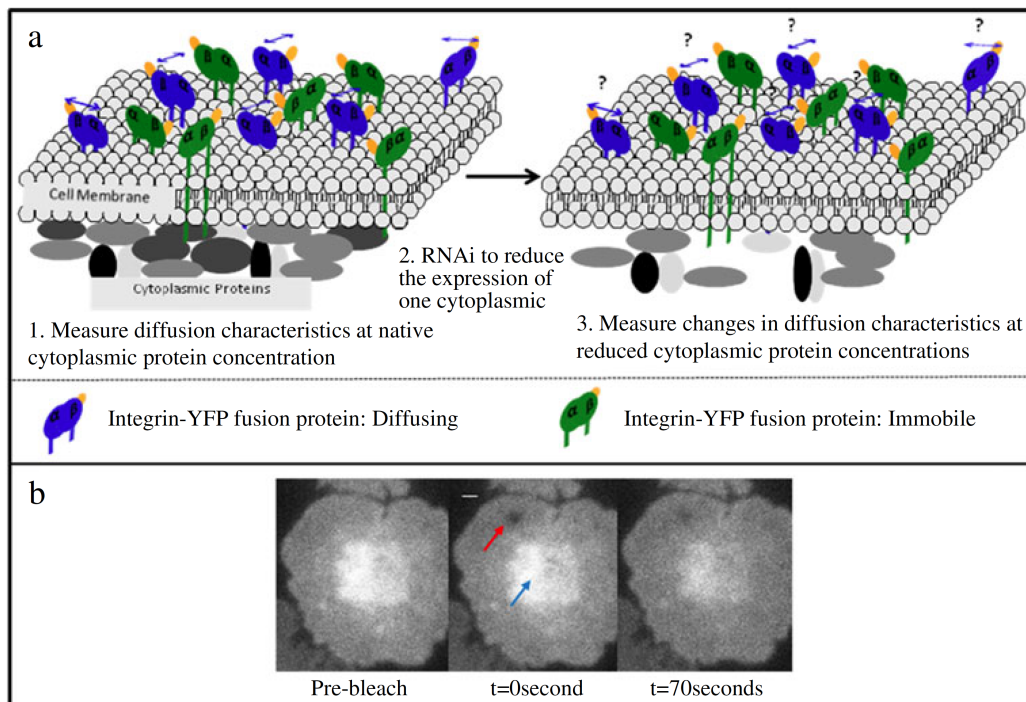 a
?
?
?
?
?
β α
α β
α β
β α
β α
α β
β α
β α
α β
α β
α β
β α
β α
α β
α β
β α
β α
β α
β α
α β
β α
β α
α β
α β
α β
β α
Cell Membrane
Cytoplasmic Proteins
2. RNAi to reduce
the expression of
one cytoplasmic
1. Measure diffusion characteristics at native
cytoplasmic protein concentration
3. Measure changes in diffusion characteristics at
reduced cytoplasmic protein concentrations
α β
Integrin-YFP fusion protein: Diffusing
α β
Integrin-YFP fusion protein: Immobile
b
Pre-bleach
t=0second
t=70seconds